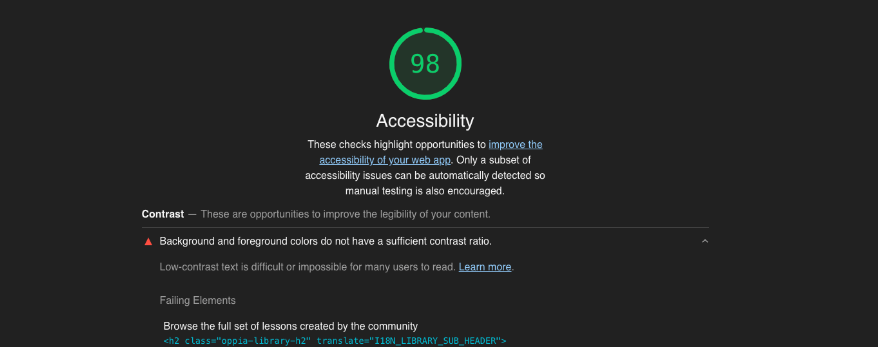 98
Accessibility
These checks highlight opportunities to improve the
accessibility of your web app. Only a subset of
accessibility issues can be automatically detected so
manual testing is also encouraged.
Contrast — These are opportunities to improve the legibility of your content.
Background and foreground colors do not have a sufficient contrast ratio.
Low-contrast text is difficult or impossible for many users to read. Learn more.
Failing Elements
Browse the full set of lessons created by the community
<h2 class="oppia-library-h2" translate="I18N_LIBRARY_SUB_HEADER">